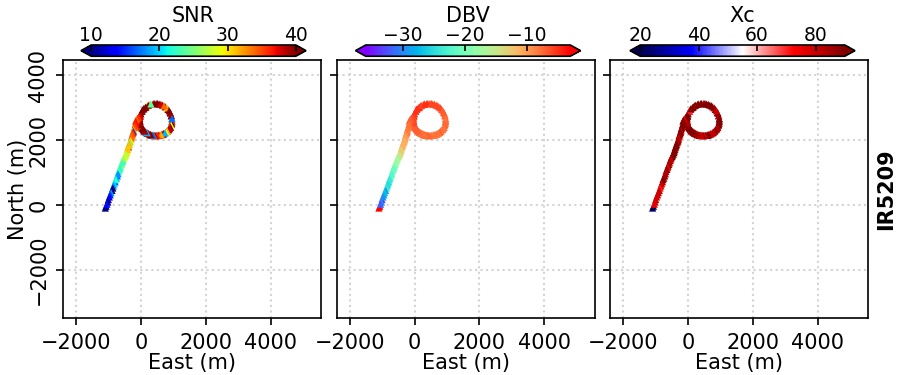 SNR DBV Xc
10 20 30 40 −30 −20 −10 20 40 60 80
4000
2000
0
−2000
North (m)
IR5209
−2000 0 2000 4000 −2000 0 2000 4000 −2000 0 2000 4000
East (m) East (m) East (m)